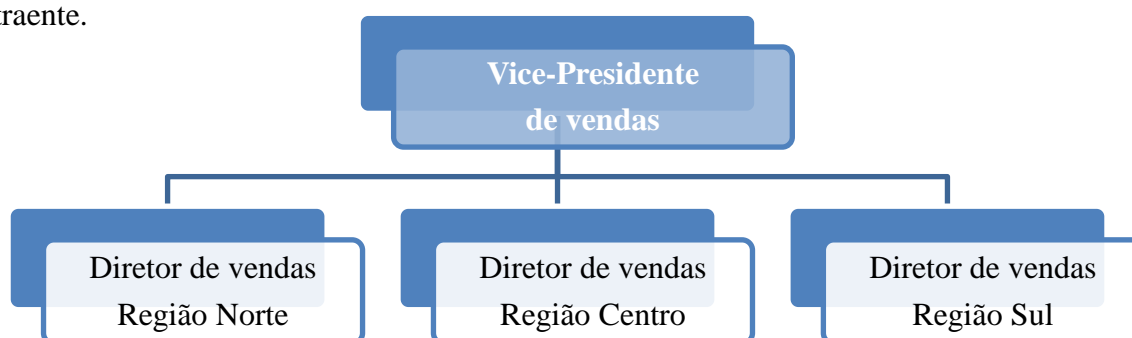 traente.
Vice-Presidente
de vendas
Diretor de vendas
Região Norte
Diretor de vendas
Região Centro
Diretor de vendas
Região Sul